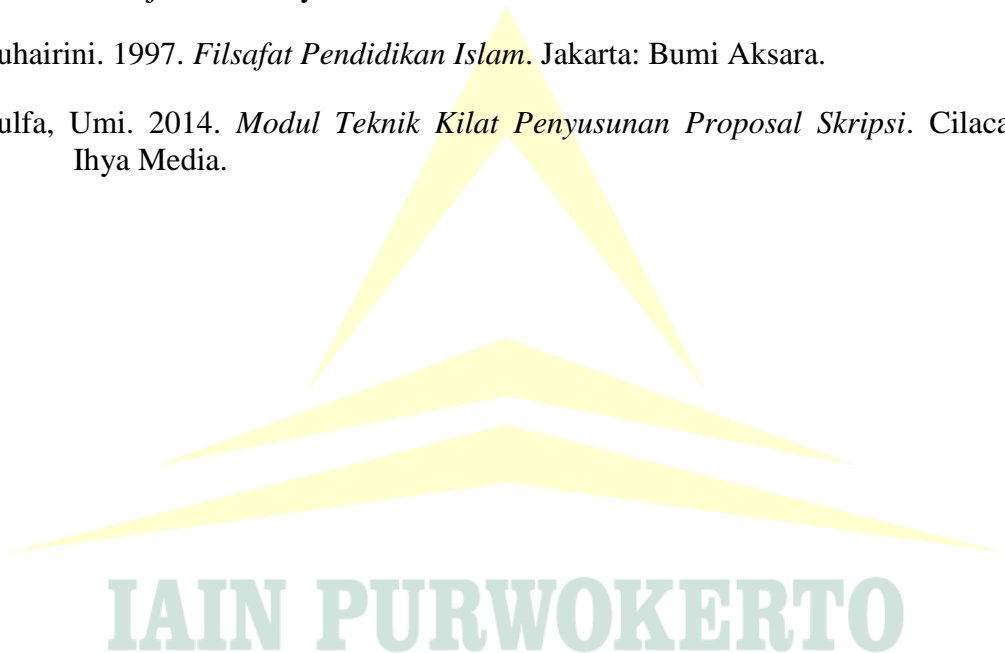 uhairini. 1997. Filsafat Pendidikan Islam. Jakarta: Bumi Aksara.
ulfa, Umi. 2014. Modul Teknik Kilat Penyusunan Proposal Skripsi. Cilaca
Ihya Media.
IAIN PURWOKERTO